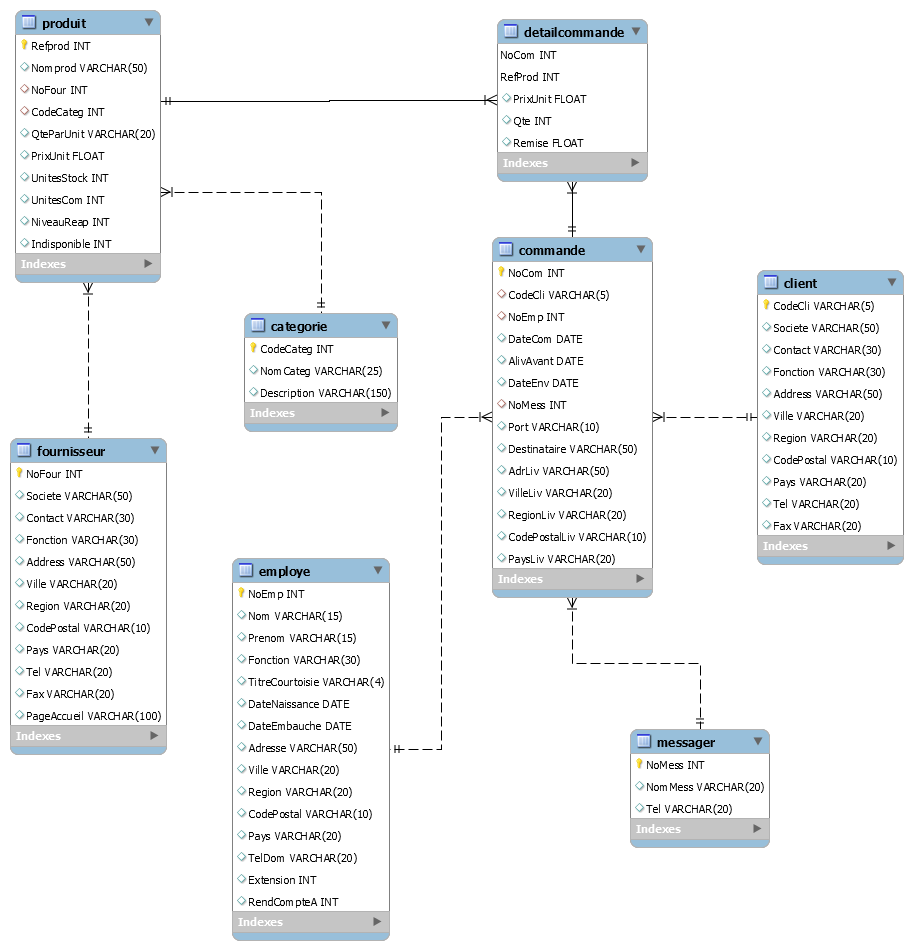 produit
Refprod INT
Nomprod VARCHAR(50)
NoFour INT
CodeCateg INT
QteParUnit VARCHAR(20)
PrixUnit FLOAT
UnitesStock INT
UnitesCom INT
NiveauReap INT
Indisponible INT
Indexes
detailcommande
NoCom INT
RefProd INT
PrixUnit FLOAT
Qte INT
Remise FLOAT
Indexes
categorie
CodeCateg INT
NomCateg VARCHAR(25)
Description VARCHAR(150)
Indexes
commande
NoCom INT
CodeCli VARCHAR(5)
NoEmp INT
DateCom DATE
AlivAvant DATE
DateEnv DATE
NoMess INT
Port VARCHAR(10)
Destinataire VARCHAR(50)
AdrLiv VARCHAR(50)
VilleLiv VARCHAR(20)
RegionLiv VARCHAR(20)
CodePostalLiv VARCHAR(10)
PaysLiv VARCHAR(20)
Indexes
client
CodeCli VARCHAR(5)
Societe VARCHAR(50)
Contact VARCHAR(30)
Fonction VARCHAR(30)
Address VARCHAR(50)
Ville VARCHAR(20)
Region VARCHAR(20)
CodePostal VARCHAR(10)
Pays VARCHAR(20)
Tel VARCHAR(20)
Fax VARCHAR(20)
Indexes
fournisseur
NoFour INT
Societe VARCHAR(50)
Contact VARCHAR(30)
Fonction VARCHAR(30)
Address VARCHAR(50)
Ville VARCHAR(20)
Region VARCHAR(20)
CodePostal VARCHAR(10)
Pays VARCHAR(20)
Tel VARCHAR(20)
Fax VARCHAR(20)
PageAccueil VARCHAR(100)
Indexes
employe
NoEmp INT
Nom VARCHAR(15)
Prenom VARCHAR(15)
Fonction VARCHAR(30)
TitreCourtoisie VARCHAR(4)
DateNaissance DATE
DateEmbauche DATE
Adresse VARCHAR(50)
Ville VARCHAR(20)
Region VARCHAR(20)
CodePostal VARCHAR(10)
Pays VARCHAR(20)
TelDom VARCHAR(20)
Extension INT
RendCompteA INT
Indexes
messager
NoMess INT
NomMess VARCHAR(20)
Tel VARCHAR(20)
Indexes